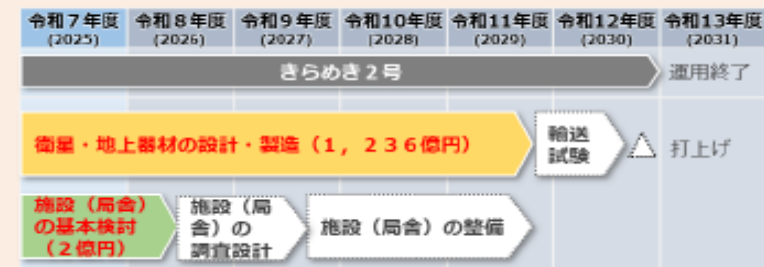 令和７年度 令和８年度 令和９年度 令和10年度 令和11年度 令和12年度 令和13年度
(2025) (2026) (2027) (2028) (2029) (2030) (2031)
きらめき２号
運用終了
衛星・地上器材の設計・製造（１，２３６億円）
輸送
試験
打上げ
施設（局舎）
の基本検討
（２億円）
施設（局
舎）の
調査設計
施設（局舎）の整備